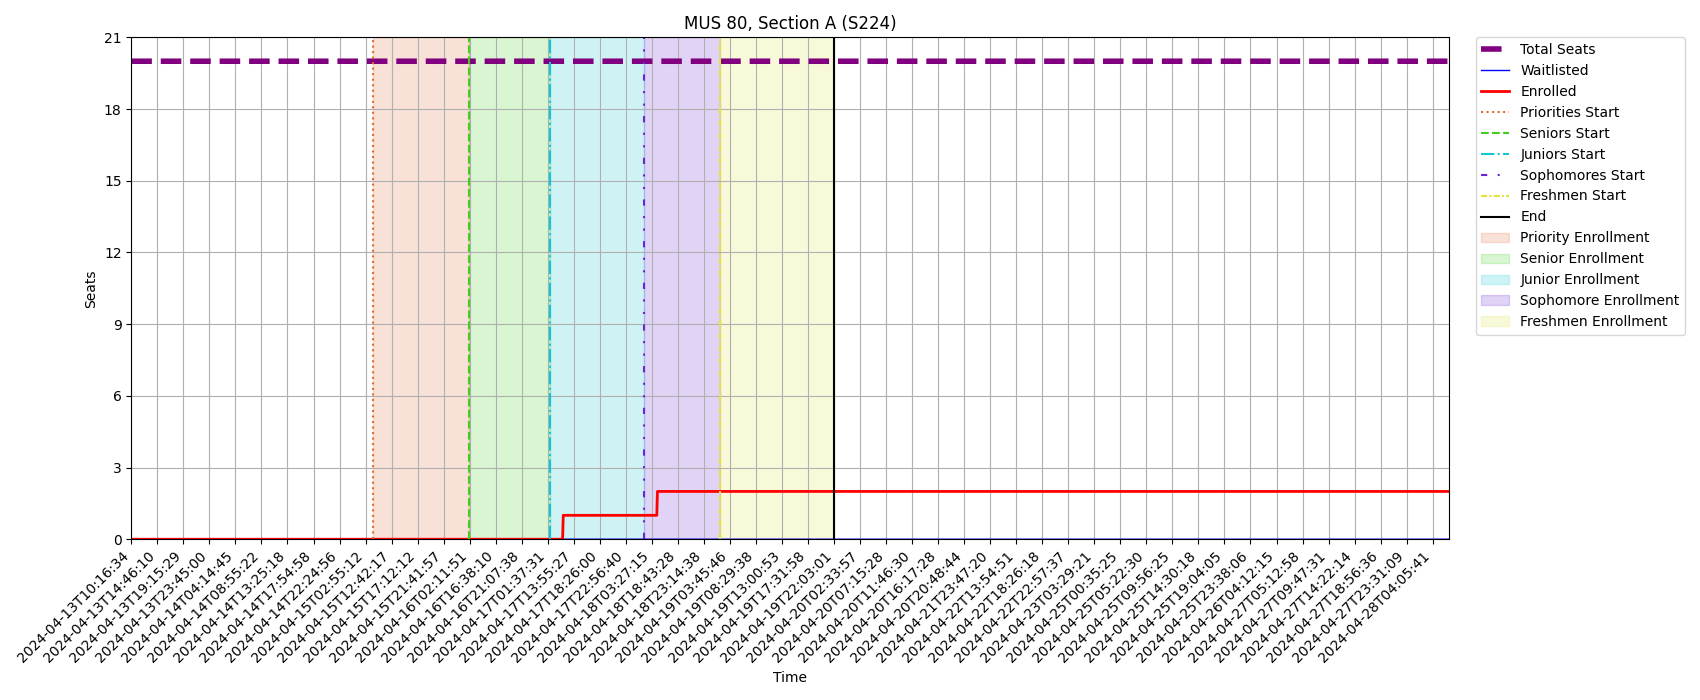 MUS 80, Section A (S224)
21
18
15
12
9
6
3
0
Seats
2024-04-13T10:16:34
2024-04-13T14:46:10
2024-04-13T19:15:29
2024-04-13T23:45:00
2024-04-14T04:14:45
2024-04-14T08:55:22
2024-04-14T13:25:18
2024-04-14T17:54:58
2024-04-14T22:24:56
2024-04-15T02:55:12
2024-04-15T12:42:17
2024-04-15T17:12:12
2024-04-15T21:41:57
2024-04-16T02:11:51
2024-04-16T16:38:10
2024-04-16T21:07:38
2024-04-17T01:37:31
2024-04-17T13:55:27
2024-04-17T18:26:00
2024-04-17T22:56:40
2024-04-18T03:27:15
2024-04-18T18:43:28
2024-04-18T23:14:38
2024-04-19T03:45:46
2024-04-19T08:29:38
2024-04-19T13:00:53
2024-04-19T17:31:58
2024-04-19T22:03:01
2024-04-20T02:33:57
2024-04-20T07:15:28
2024-04-20T11:46:30
2024-04-20T16:17:28
2024-04-20T20:48:44
2024-04-21T23:47:20
2024-04-22T13:54:51
2024-04-22T18:26:18
2024-04-22T22:57:37
2024-04-23T03:29:21
2024-04-25T00:35:25
2024-04-25T05:22:30
2024-04-25T09:56:25
2024-04-25T14:30:18
2024-04-25T19:04:05
2024-04-25T23:38:06
2024-04-26T04:12:15
2024-04-27T05:12:58
2024-04-27T09:47:31
2024-04-27T14:22:14
2024-04-27T18:56:36
2024-04-27T23:31:09
2024-04-28T04:05:41
Time
Total Seats
Waitlisted
Enrolled
Priorities Start
Seniors Start
Juniors Start
Sophomores Start
Freshmen Start
End
Priority Enrollment
Senior Enrollment
Junior Enrollment
Sophomore Enrollment
Freshmen Enrollment